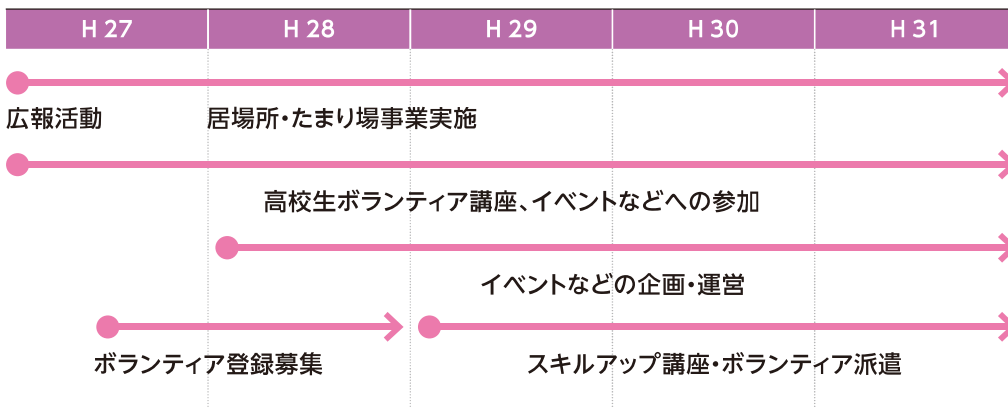 H 27 H 28 H 29 H 30 H 31
広報活動 居場所・たまり場事業実施
高校生ボランティア講座、イベントなどへの参加
イベントなどの企画・運営
ボランティア登録募集 スキルアップ講座・ボランティア派遣